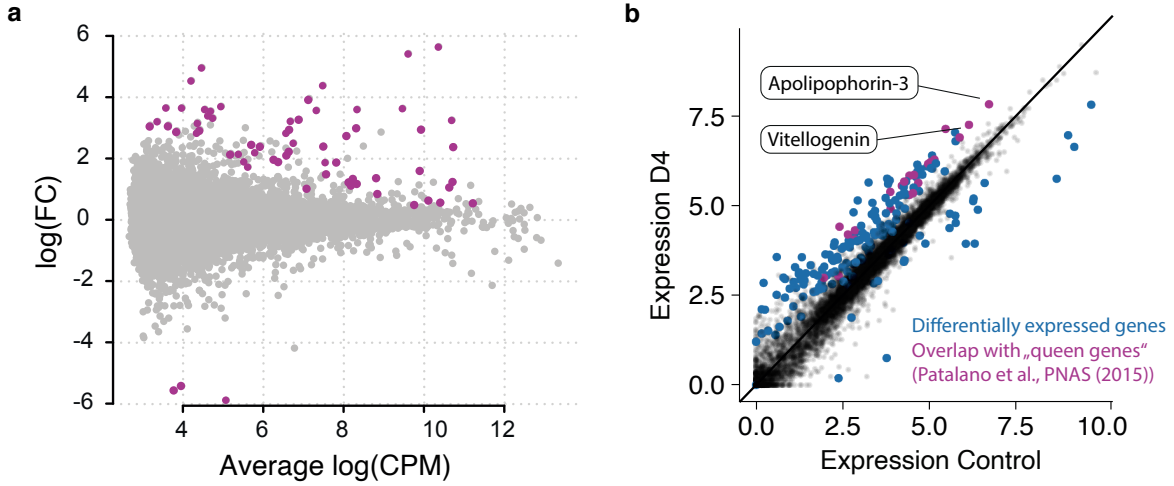 a
6
4
2
0
-2
-4
-6
log(FC)
4
6
8
10
12
Average log(CPM)
b
Apolipophorin-3
Vitellogenin
7.5
5.0
2.5
0.0
Expression D4
Differentially expressed genes
Overlap with „queen genes“
(Patalano et al., PNAS (2015))
0.0
2.5
5.0
7.5
10.0
Expression Control